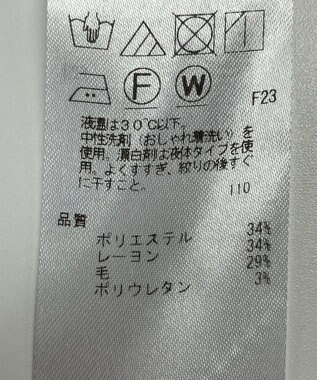 F W
F23
液温は30℃以下。
中性洗剤（おしゃれ着洗い）を
使用。漂白剤は液体タイプを使
用。よくすすぎ、絞りの後すぐ
に干すこと。
110
品質
ポリエステル 34%
レーヨン 34%
毛 29%
ポリウレタン 3%